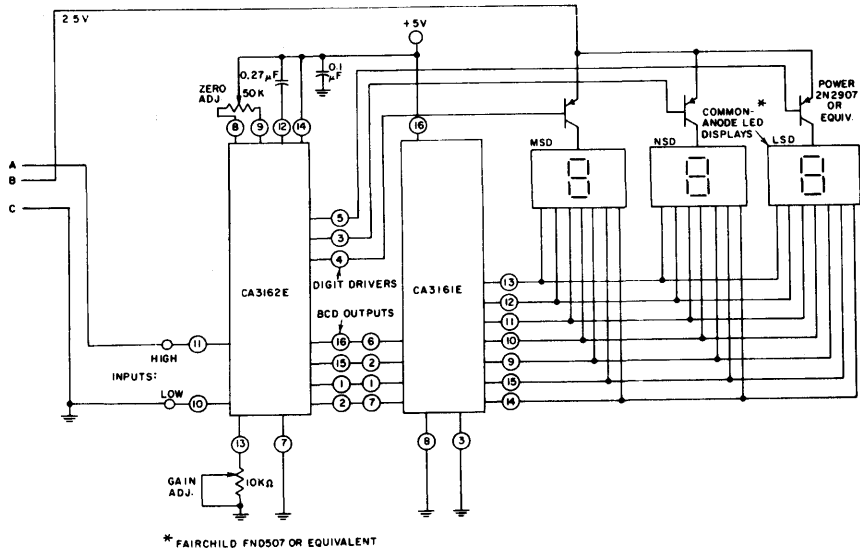 2.5V
+5V
0.27µF
0.1
µF
ZERO
ADJ
50K
8
9
12
14
16
POWER
2N2907
OR
EQUIV.
COMMON-
ANODE LED
DISPLAYS
*
MSD
NSD
LSD
A
B
C
5
3
4
DIGIT DRIVERS
CA3162E
CA3161E
BCD OUTPUTS
13
12
11
10
9
15
14
11
HIGH
INPUTS:
LOW
10
16
6
15
2
1
1
2
7
13
7
8
3
GAIN
ADJ.
10KΩ
* FAIRCHILD FND507 OR EQUIVALENT